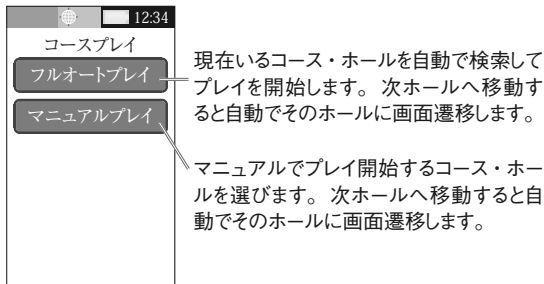 12:34
コースプレイ
フルオートプレイ
マニュアルプレイ
現在いるコース・ホールを自動で検索して
プレイを開始します。次ホールへ移動す
ると自動でそのホールに画面遷移します。
マニュアルでプレイ開始するコース・ホー
ルを選びます。次ホールへ移動すると自
動でそのホールに画面遷移します。